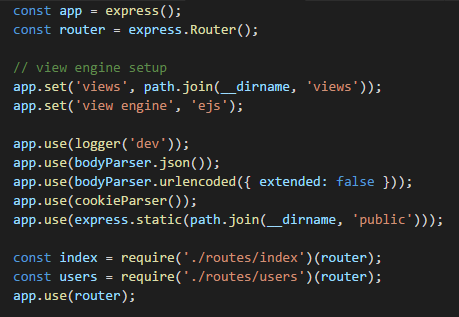 const app = express();
const router = express.Router();
// view engine setup
app.set('views', path.join(__dirname, 'views'));
app.set('view engine', 'ejs');
app.use(logger('dev'));
app.use(bodyParser.json());
app.use(bodyParser.urlencoded({ extended: false }));
app.use(cookieParser());
app.use(express.static(path.join(__dirname, 'public')));
const index = require('./routes/index')(router);
const users = require('./routes/users')(router);
app.use(router);